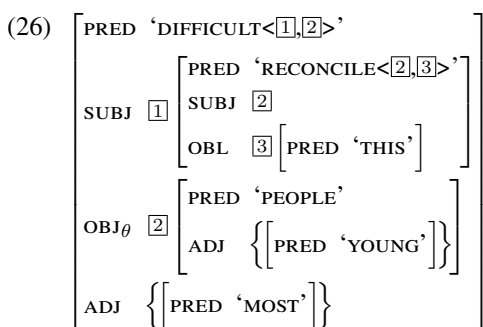 (26) PRED ‘DIFFICULT<1,2>’
PRED ‘RECONCILE<2,3>’
SUBJ 1 SUBJ 2
OBL 3 [PRED ‘THIS’]
PRED ‘PEOPLE’
OBJθ 2
ADJ {[PRED ‘YOUNG’]}
ADJ {[PRED ‘MOST’]}